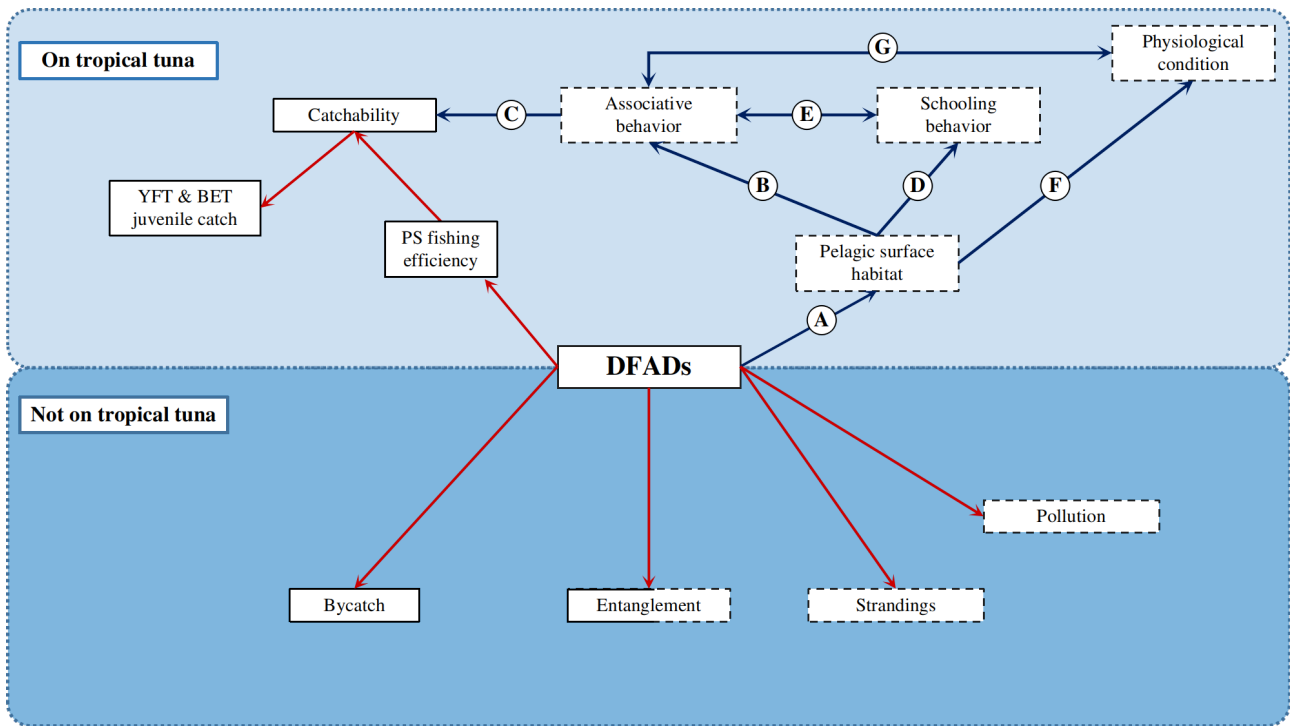 On tropical tuna
G
Physiological
condition
Catchability
C
Associative
behavior
E
Schooling
behavior
YFT & BET
juvenile catch
B
D
F
PS fishing
efficiency
Pelagic surface
habitat
A
DFADs
Not on tropical tuna
Pollution
Bycatch
Entanglement
Strandings